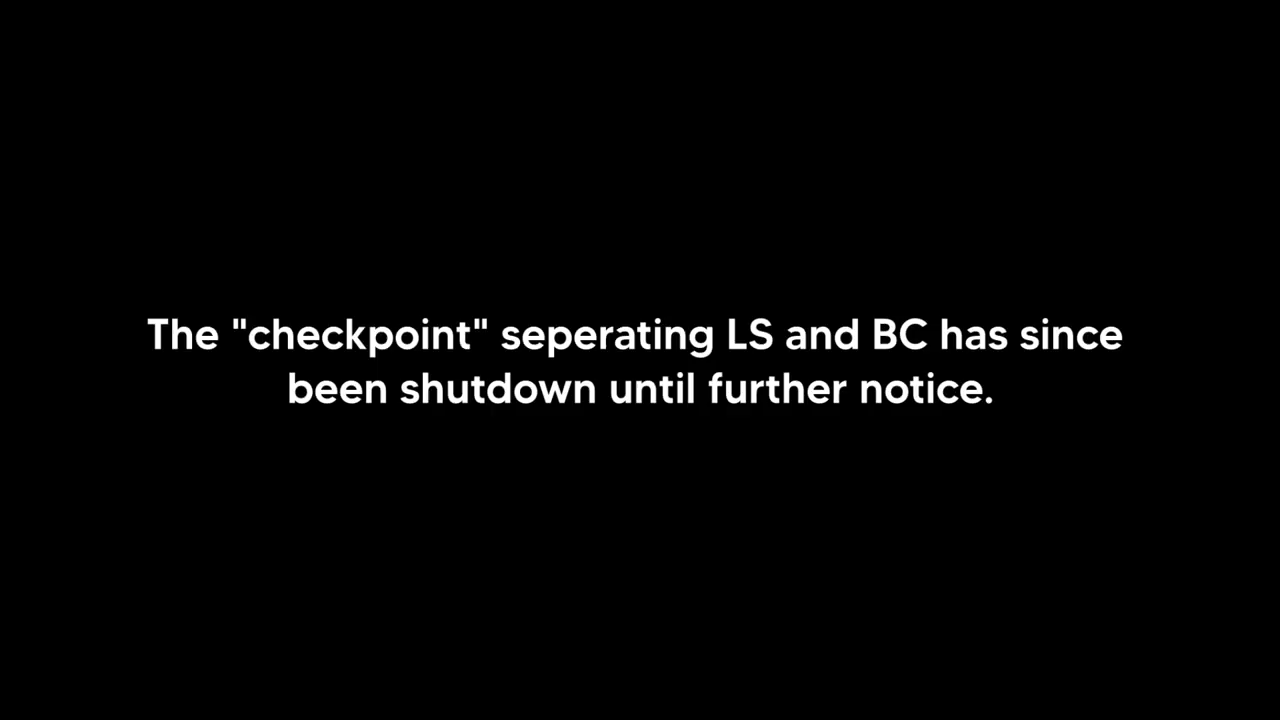 The "checkpoint" seperating LS and BC has since
been shutdown until further notice.